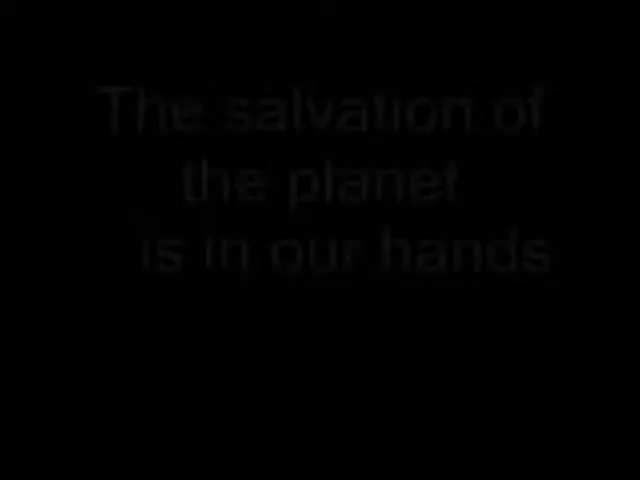 The salvation of
the planet
is in our hands